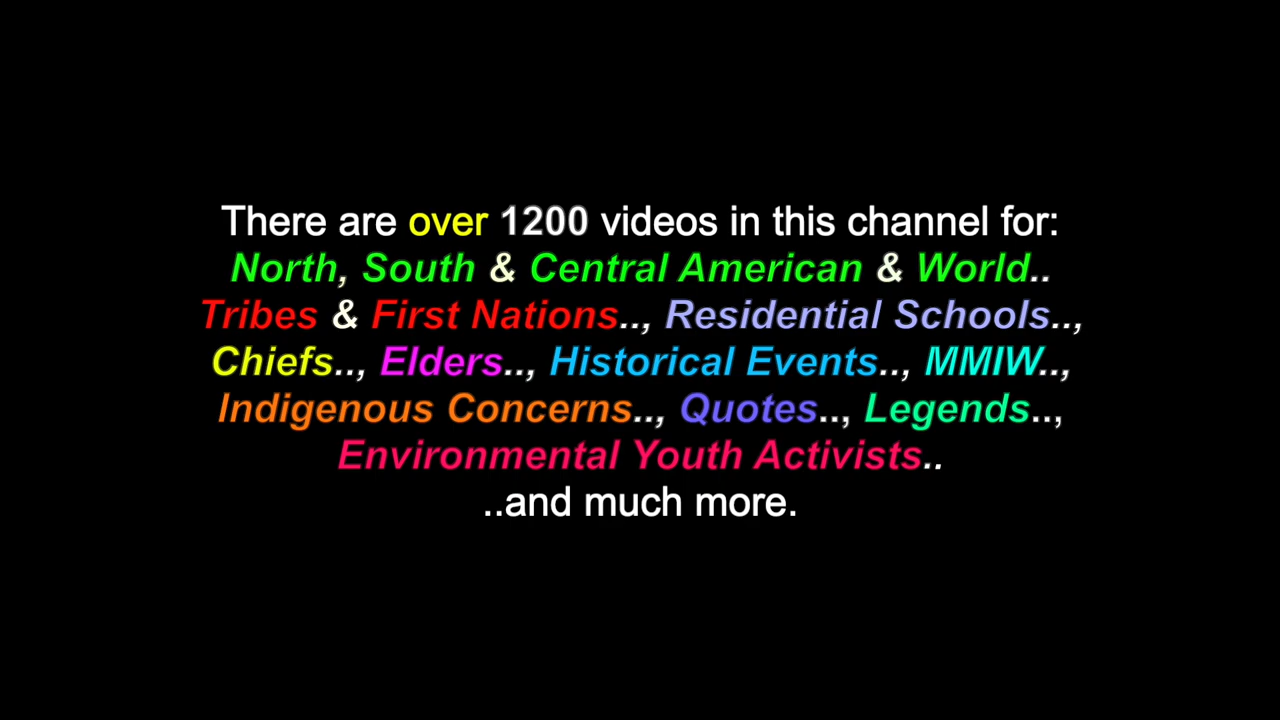 There are over 1200 videos in this channel for:
North, South & Central American & World..
Tribes & First Nations.., Residential Schools..,
Chiefs.., Elders.., Historical Events.., MMIW..,
Indigenous Concerns.., Quotes.., Legends..,
Environmental Youth Activists..
..and much more.